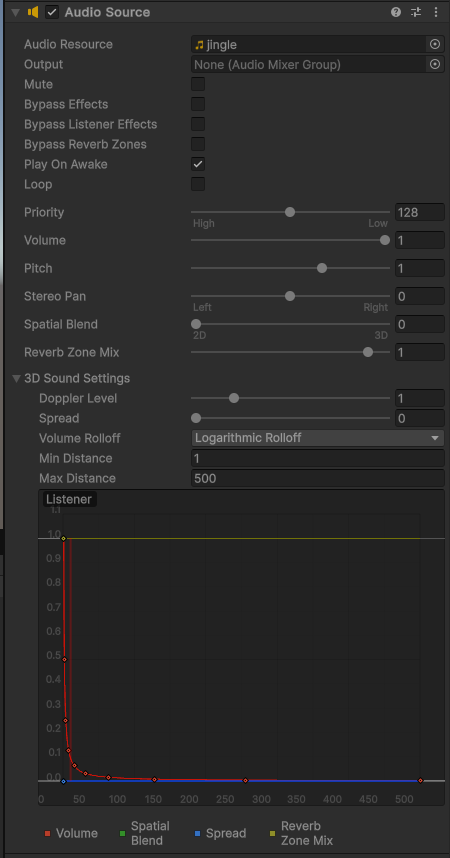 Audio Source
Audio Resource jingle
Output None (Audio Mixer Group)
Mute
Bypass Effects
Bypass Listener Effects
Bypass Reverb Zones
Play On Awake
Loop
Priority 128
High Low
Volume 1
Pitch 1
Stereo Pan 0
Left Right
Spatial Blend 0
2D 3D
Reverb Zone Mix 1
3D Sound Settings
Doppler Level 1
Spread 0
Volume Rolloff Logarithmic Rolloff
Min Distance 1
Max Distance 500
Listener
1.1
1.0
0.9
0.8
0.7
0.6
0.5
0.4
0.3
0.2
0.1
0.0
0 50 100 150 200 250 300 350 400 450 500
Volume Spatial Blend Spread Reverb Zone Mix